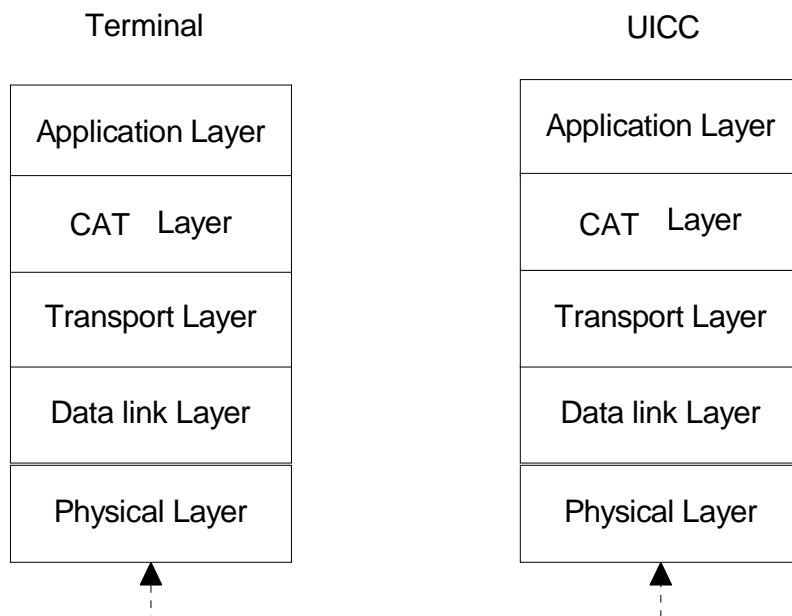 Terminal
Application Layer
CAT Layer
Transport Layer
Data link Layer
Physical Layer
UICC
Application Layer
CAT Layer
Transport Layer
Data link Layer
Physical Layer